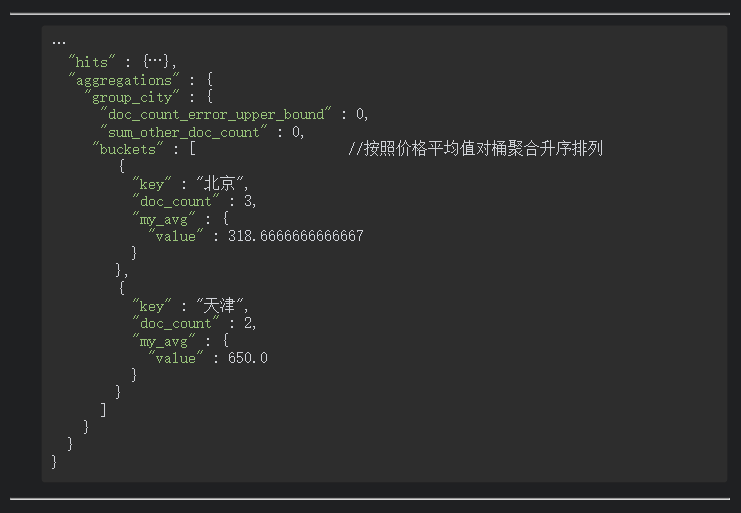 …
"hits" : {…},
"aggregations" : {
"group_city" : {
"doc_count_error_upper_bound" : 0,
"sum_other_doc_count" : 0,
"buckets" : [ //按照价格平均值对桶聚合升序排列
{
"key" : "北京",
"doc_count" : 3,
"my_avg" : {
"value" : 318.6666666666667
}
},
{
"key" : "天津",
"doc_count" : 2,
"my_avg" : {
"value" : 650.0
}
}
]
}
}
}